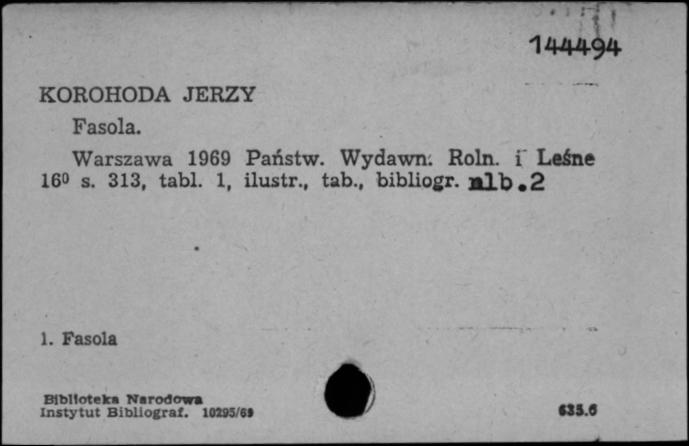 144494
KOROHODA JERZY
Fasola.
Warszawa 1969 Państw. Wydawn. Roln. i Leśne
16⁰ s. 313, tabl. 1, ilustr., tab., bibliogr. nlb.2
1. Fasola
Biblioteka Narodowa
Instytut Bibliograf. 10295/69
635.6